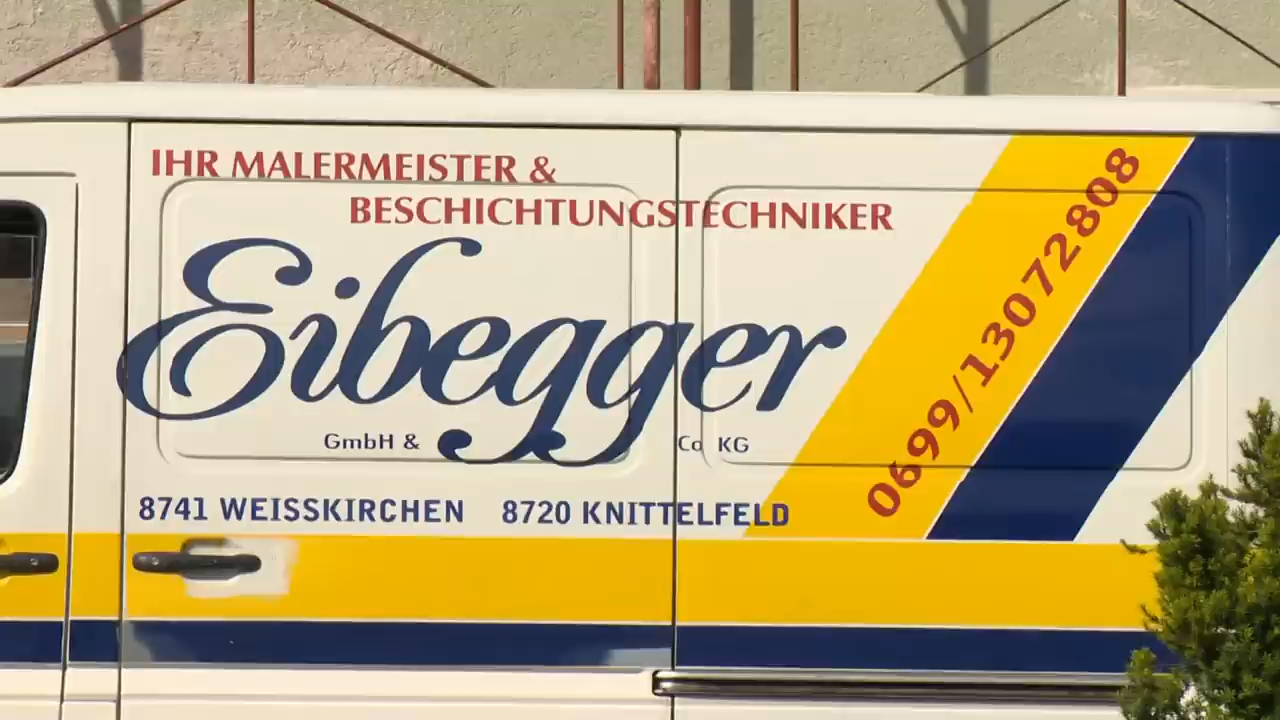 IHR MALERMEISTER &
BESCHICHTUNGSTECHNIKER
Eibegger
GmbH & Co KG
8741 WEISSKIRCHEN 8720 KNITTELFELD
0699/13072808